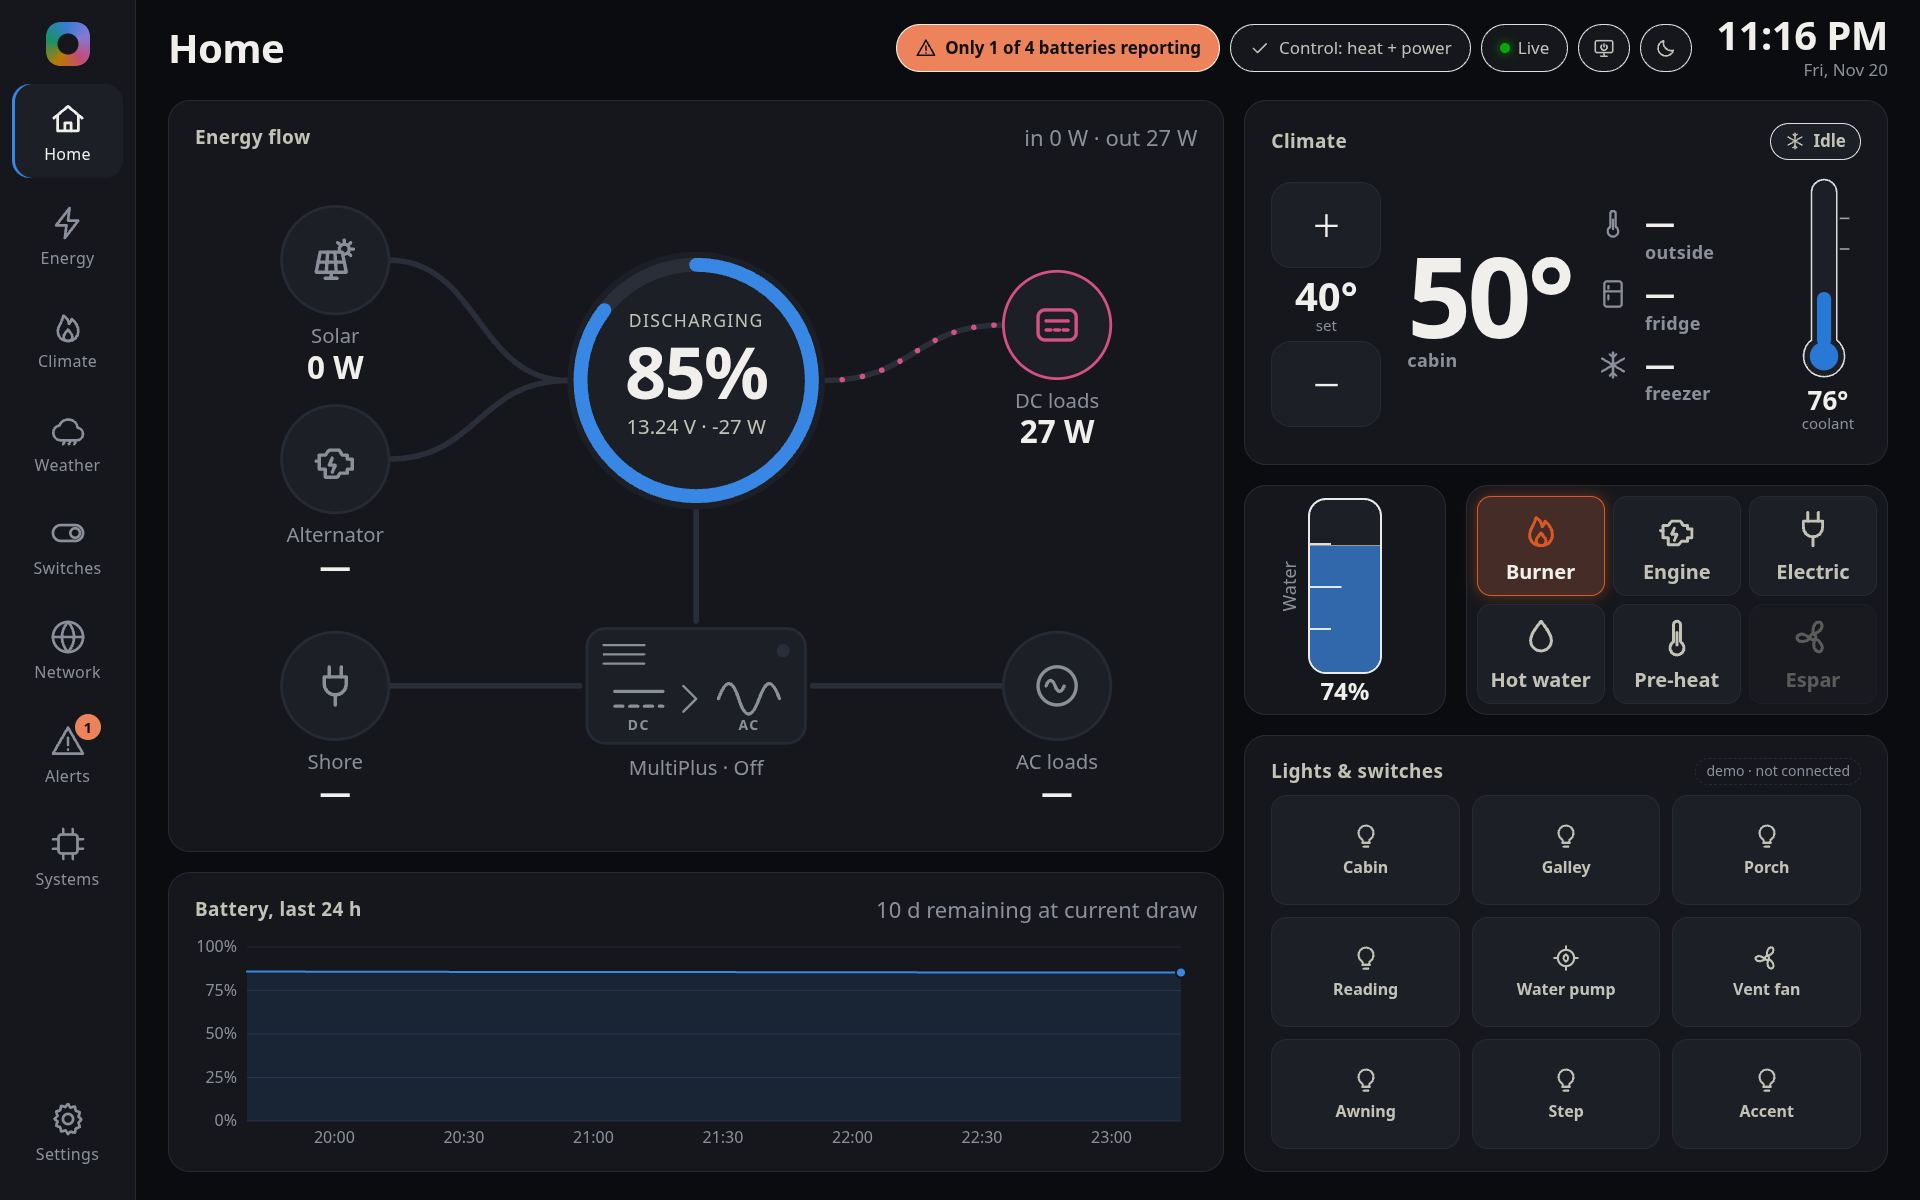 Home
Only 1 of 4 batteries reporting
Control: heat + power
Live
11:16 PM
Fri, Nov 20
Home
Energy
Climate
Weather
Switches
Network
1
Alerts
Systems
Settings
Energy flow
in 0 W · out 27 W
Solar
0 W
Alternator
—
DISCHARGING
85%
13.24 V · -27 W
DC loads
27 W
Shore
—
DC
AC
MultiPlus · Off
AC loads
—
Battery, last 24 h
10 d remaining at current draw
100%
75%
50%
25%
0%
20:00
20:30
21:00
21:30
22:00
22:30
23:00
Climate
Idle
+
40°
set
−
50°
cabin
—
outside
—
fridge
—
freezer
76°
coolant
Water
74%
Burner
Engine
Electric
Hot water
Pre-heat
Espar
Lights & switches
demo · not connected
Cabin
Galley
Porch
Reading
Water pump
Vent fan
Awning
Step
Accent